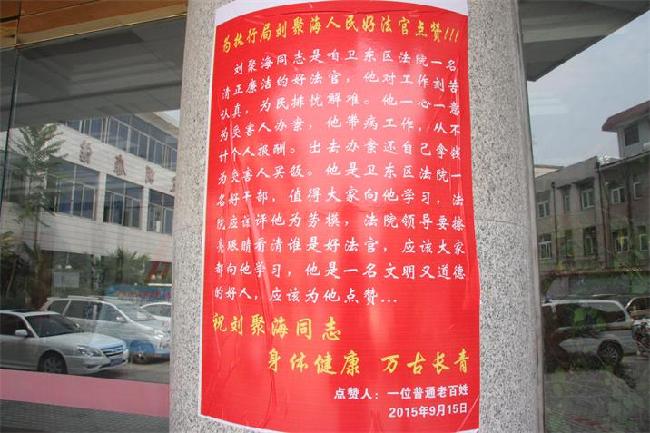 为执行局刘聚海人民好法官点赞!!!
刘聚海同志是咱卫东区法院一名
清正廉洁的好法官，他对工作刻苦
认真，为民排忧解难。他一心一意
为受害人办案，他带病工作，从不
计个人报酬。出去办案还自己拿钱
为受害人买饭。他是卫东区法院一
名好干部，值得大家向他学习，法
院应该评他为劳模，法院领导要擦
亮眼睛看清谁是好法官，应该大家
都向他学习，他是一名文明又道德
的好人，应该为他点赞...
祝刘聚海同志
身体健康 万古长青
点赞人：一位普通老百姓
2015年9月15日